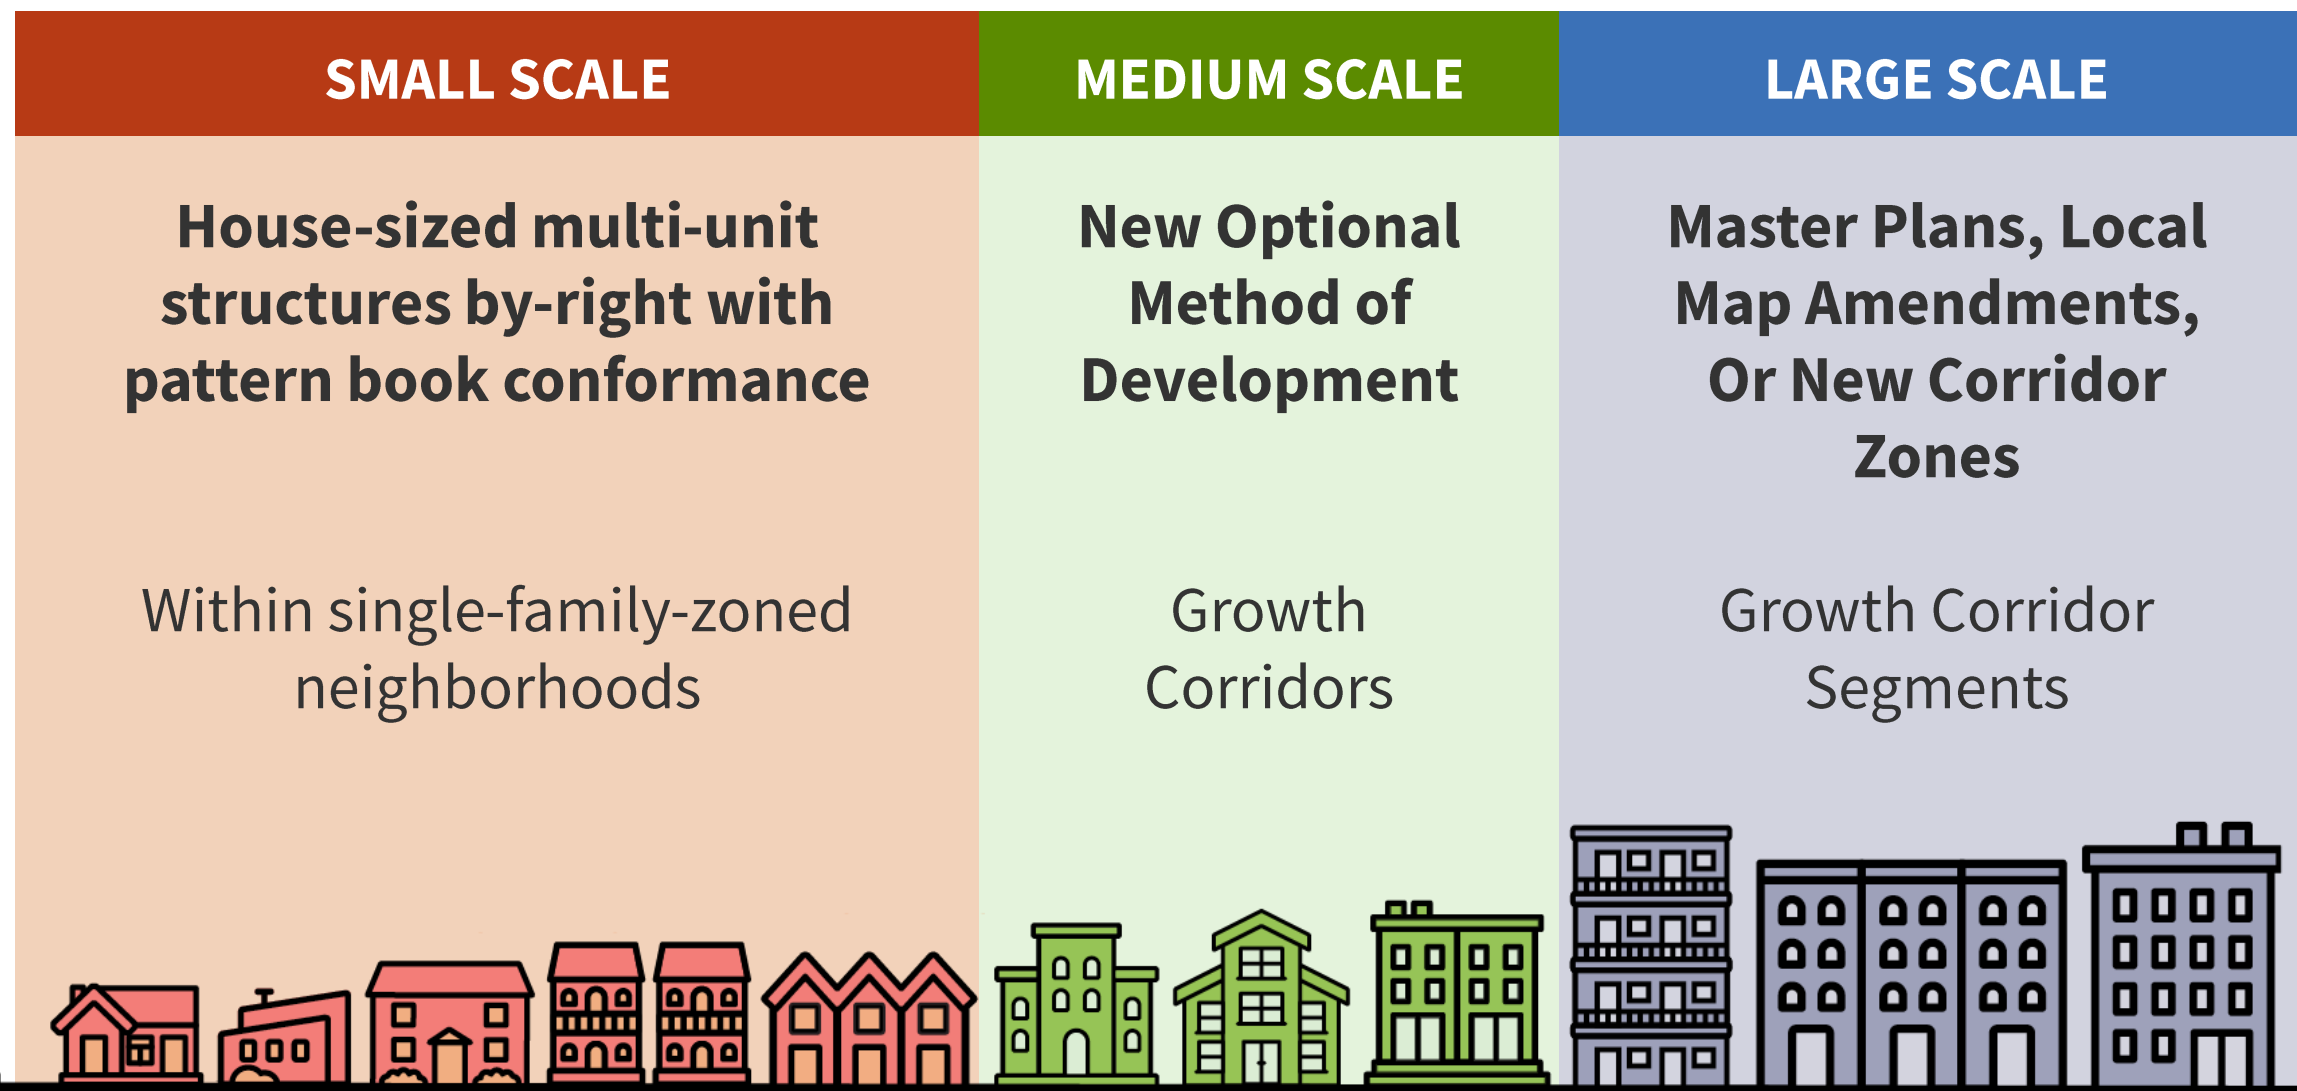 SMALL SCALE
House-sized multi-unit
structures by-right with
pattern book conformance
Within single-family-zoned
neighborhoods
MEDIUM SCALE
New Optional
Method of
Development
Growth
Corridors
LARGE SCALE
Master Plans, Local
Map Amendments,
Or New Corridor
Zones
Growth Corridor
Segments